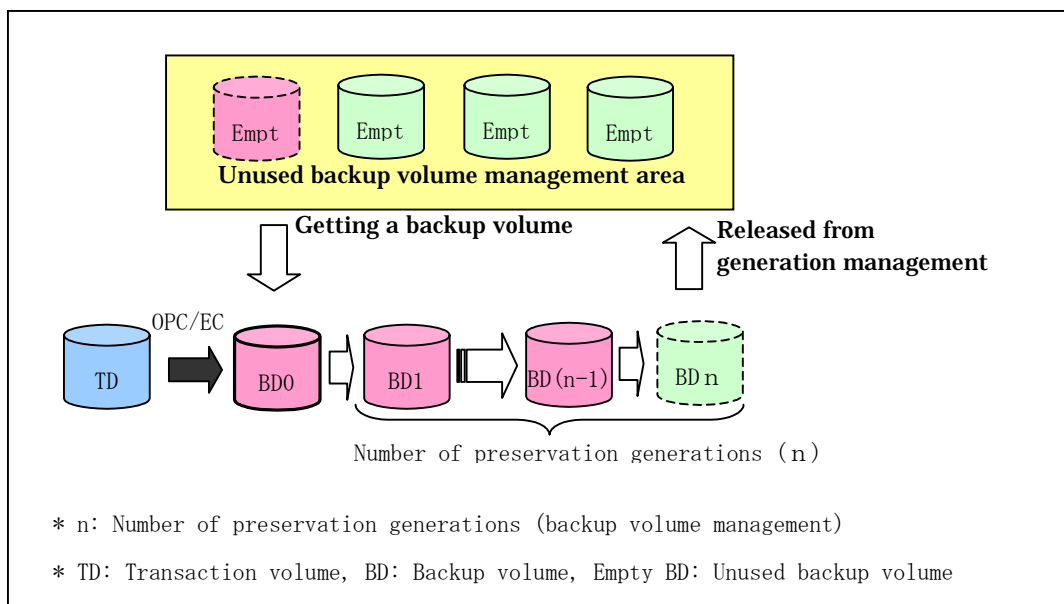 Empt Empt Empt Empt
Unused backup volume management area
Getting a backup volume
Released from
generation management
OPC/EC
TD BD0 BD1 BD(n-1) BDn
Number of preservation generations (n)
* n: Number of preservation generations (backup volume management)
* TD: Transaction volume, BD: Backup volume, Empty BD: Unused backup volume